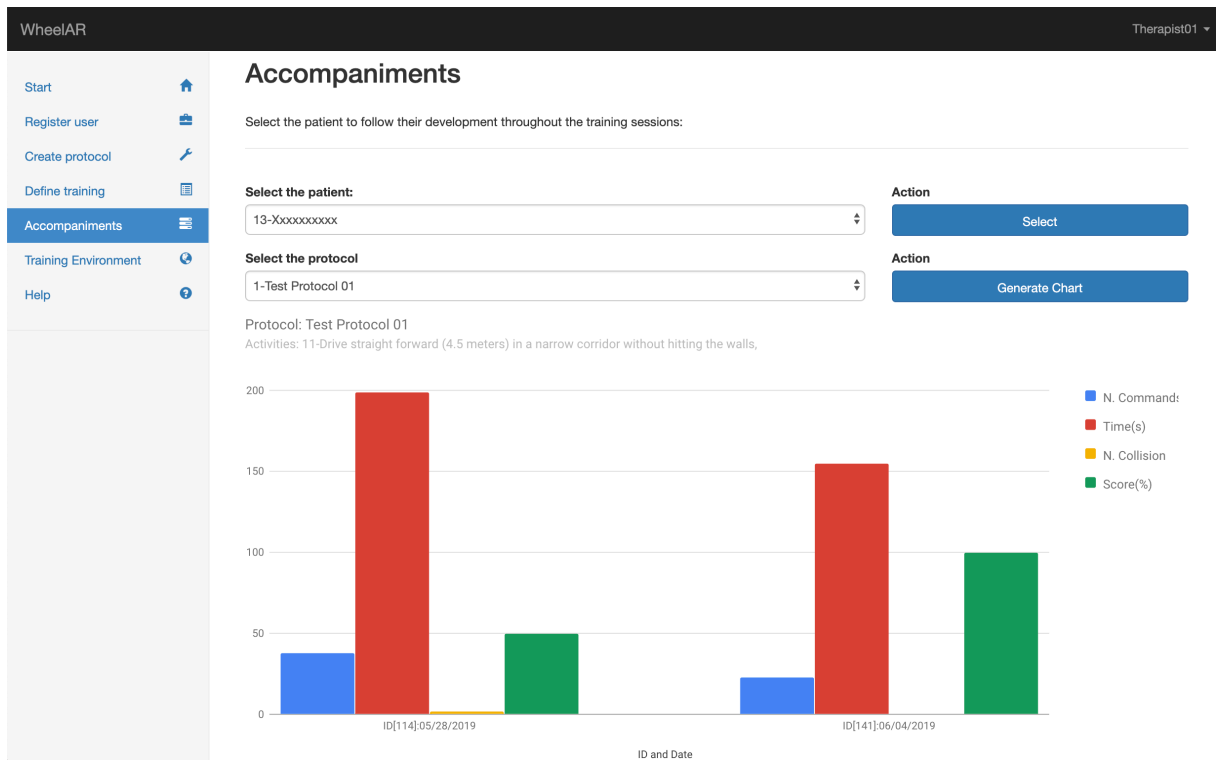 WheelAR
Therapist01
Start
Register user
Create protocol
Define training
Accompaniments
Training Environment
Help
Accompaniments
Select the patient to follow their development throughout the training sessions:
Select the patient:
Action
13-Xxxxxxxxxx
Select
Select the protocol
Action
1-Test Protocol 01
Generate Chart
Protocol: Test Protocol 01
Activities: 11-Drive straight forward (4.5 meters) in a narrow corridor without hitting the walls,
200
150
100
50
0
N. Commands
Time(s)
N. Collision
Score(%)
ID[114]:05/28/2019
ID[141]:06/04/2019
ID and Date